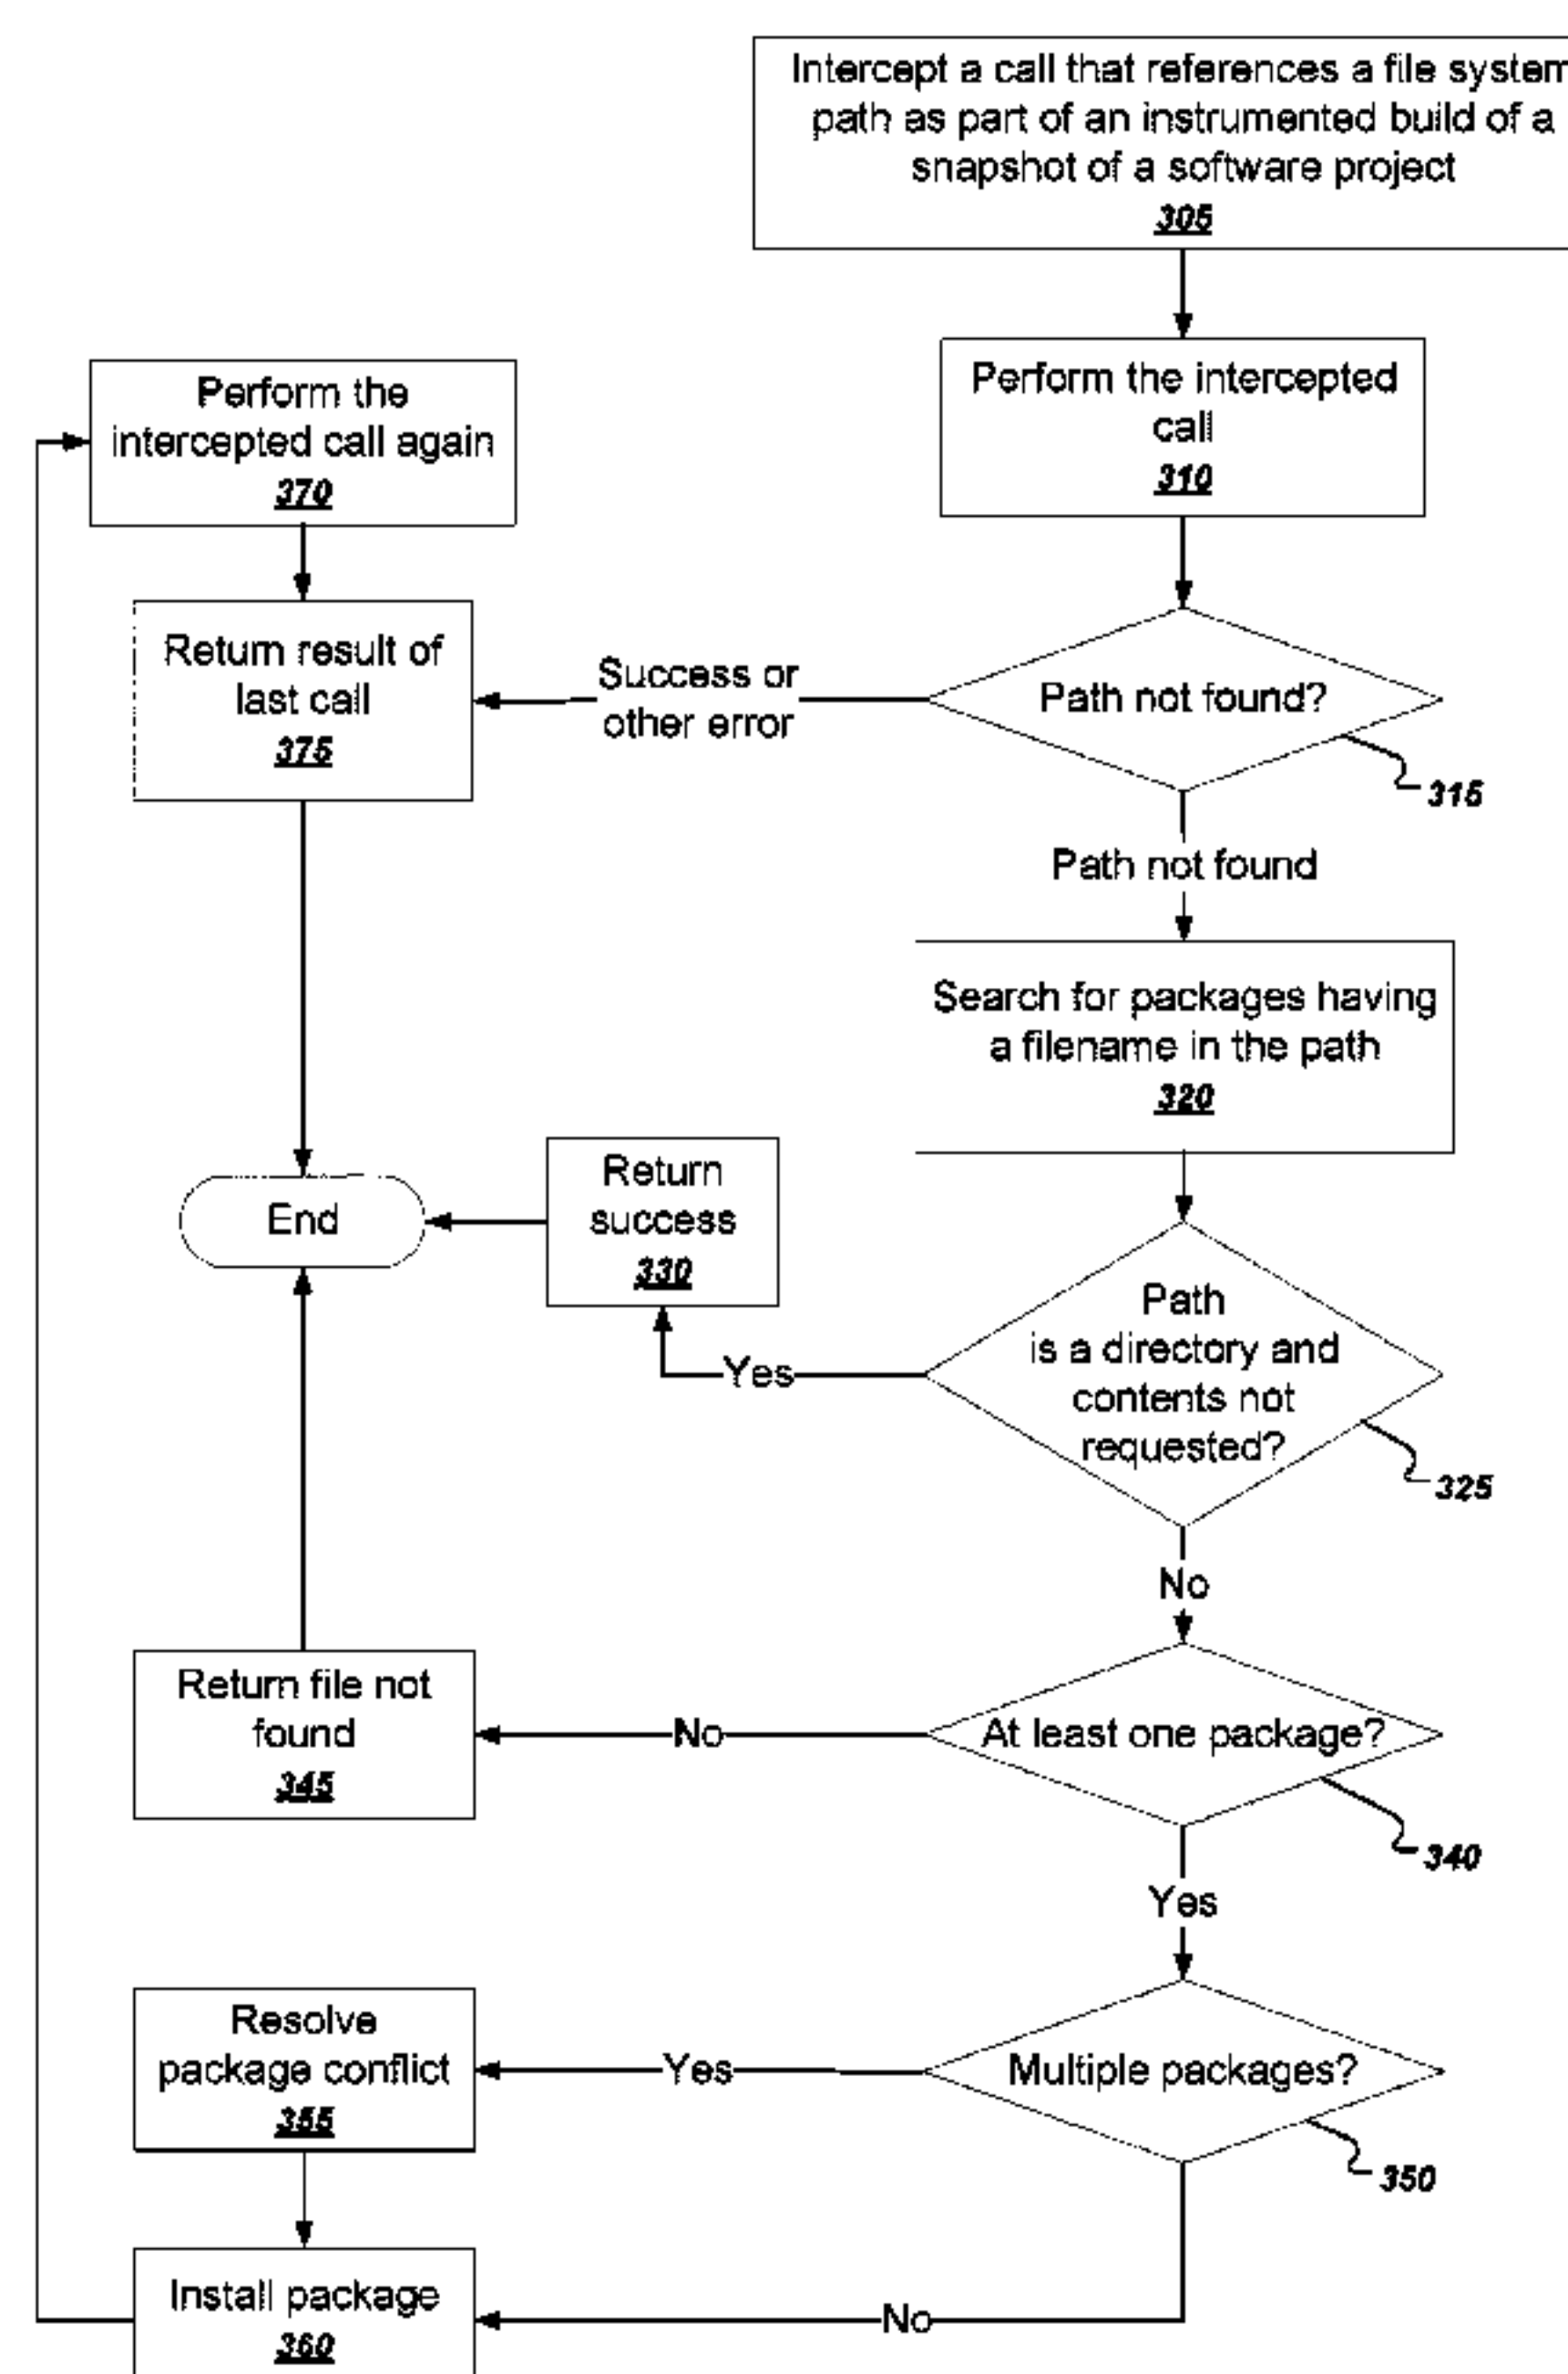 Intercept a call that references a file system
path as part of an instrumented build of a
snapshot of a software project
305
Perform the intercepted
call
310
Perform the
intercepted call again
370
Return result of
last call
375
Success or
other error
Path not found?
315
Path not found
Search for packages having
a filename in the path
320
Return
success
330
End
Path
is a directory and
contents not
requested?
325
Yes
No
Return file not
found
345
No
At least one package?
340
Yes
Resolve
package conflict
355
Yes
Multiple packages?
350
Install package
360
No